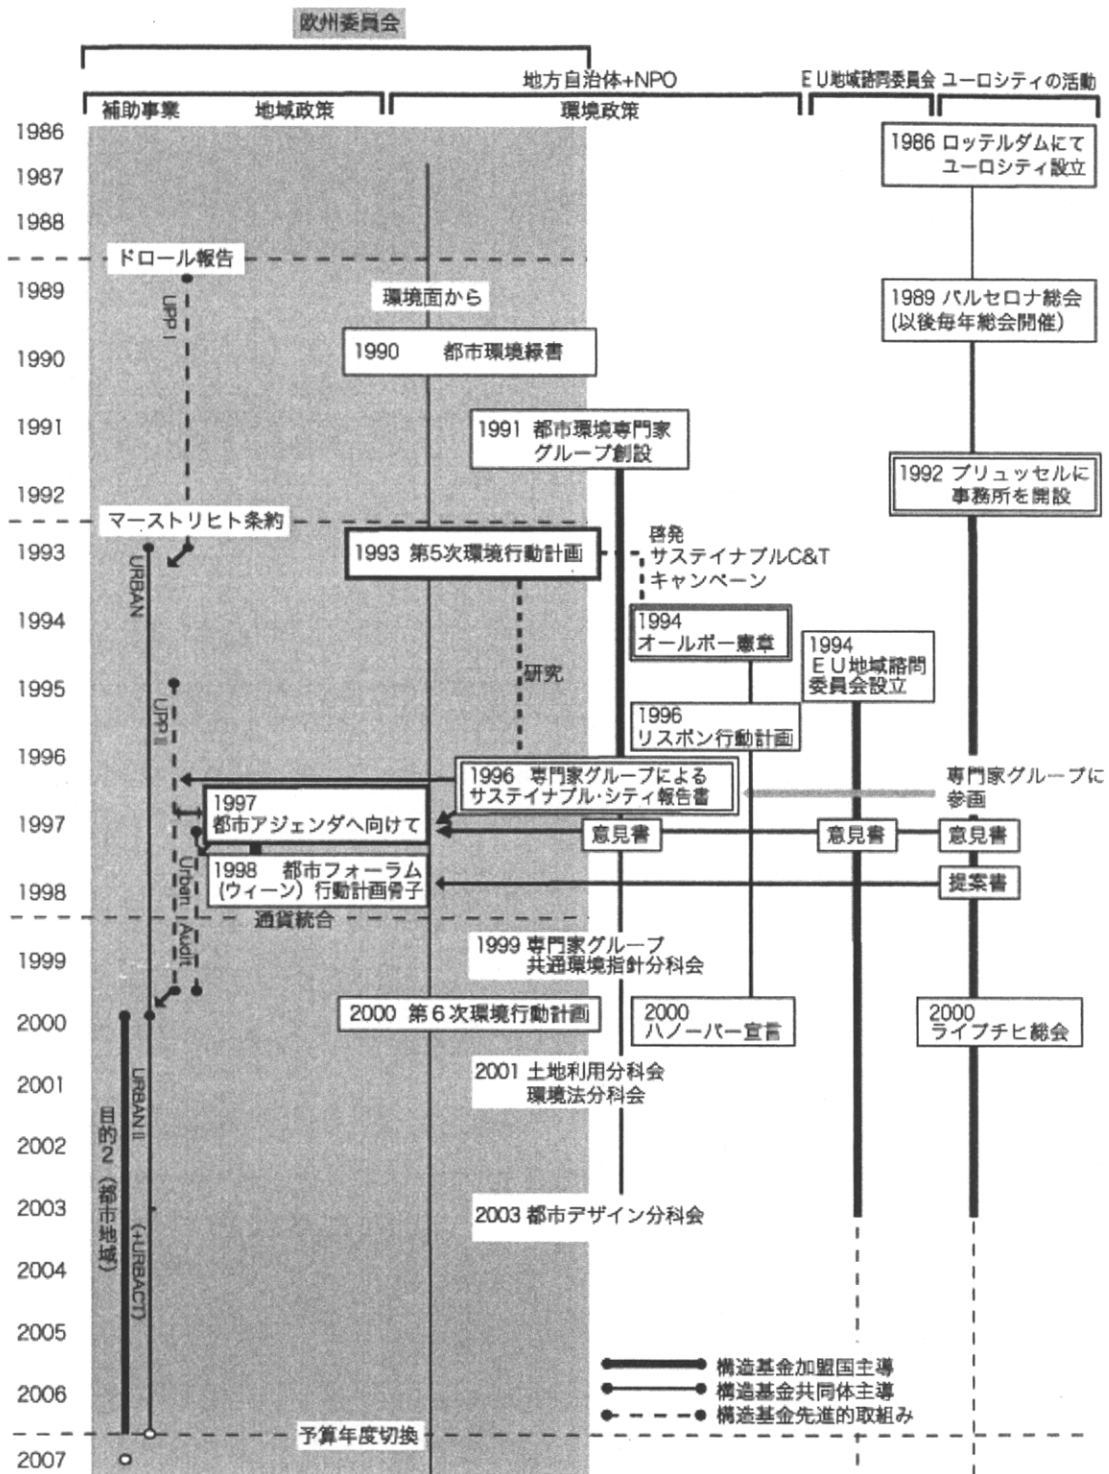 欧州委員会
地方自治体+NPO
EU地域諮問委員会
ユーロシティの活動
補助事業
地域政策
環境政策
1986
1987
1988
1989
1990
1991
1992
1993
1994
1995
1996
1997
1998
1999
2000
2001
2002
2003
2004
2005
2006
2007
1986 ロッテルダムにて
ユーロシティ設立
ドロール報告
UPP I
環境面から
1989 バルセロナ総会
(以後毎年総会開催)
1990 都市環境緑書
1991 都市環境専門家
グループ創設
1992 ブリュッセルに
事務所を開設
マーストリヒト条約
URBAN
1993 第5次環境行動計画
啓発
サステイナブルC&T
キャンペーン
1994
オールボー憲章
1994
EU地域諮問
委員会設立
研究
UPP II
1996
リスボン行動計画
1996 専門家グループによる
サステイナブル・シティ報告書
専門家グループに
参画
1997
都市アジェンダへ向けて
意見書
意見書
意見書
1998 都市フォーラム
(ウィーン) 行動計画骨子
提案書
Urban Audit
通貨統合
1999 専門家グループ
共通環境指針分科会
2000 第6次環境行動計画
2000
ハノーバー宣言
2000
ライプチヒ総会
2001 土地利用分科会
環境法分科会
目的2(都市地域)
URBAN II
(+URBACT)
2003 都市デザイン分科会
構造基金加盟国主導
構造基金共同体主導
構造基金先進的取組み
予算年度切換